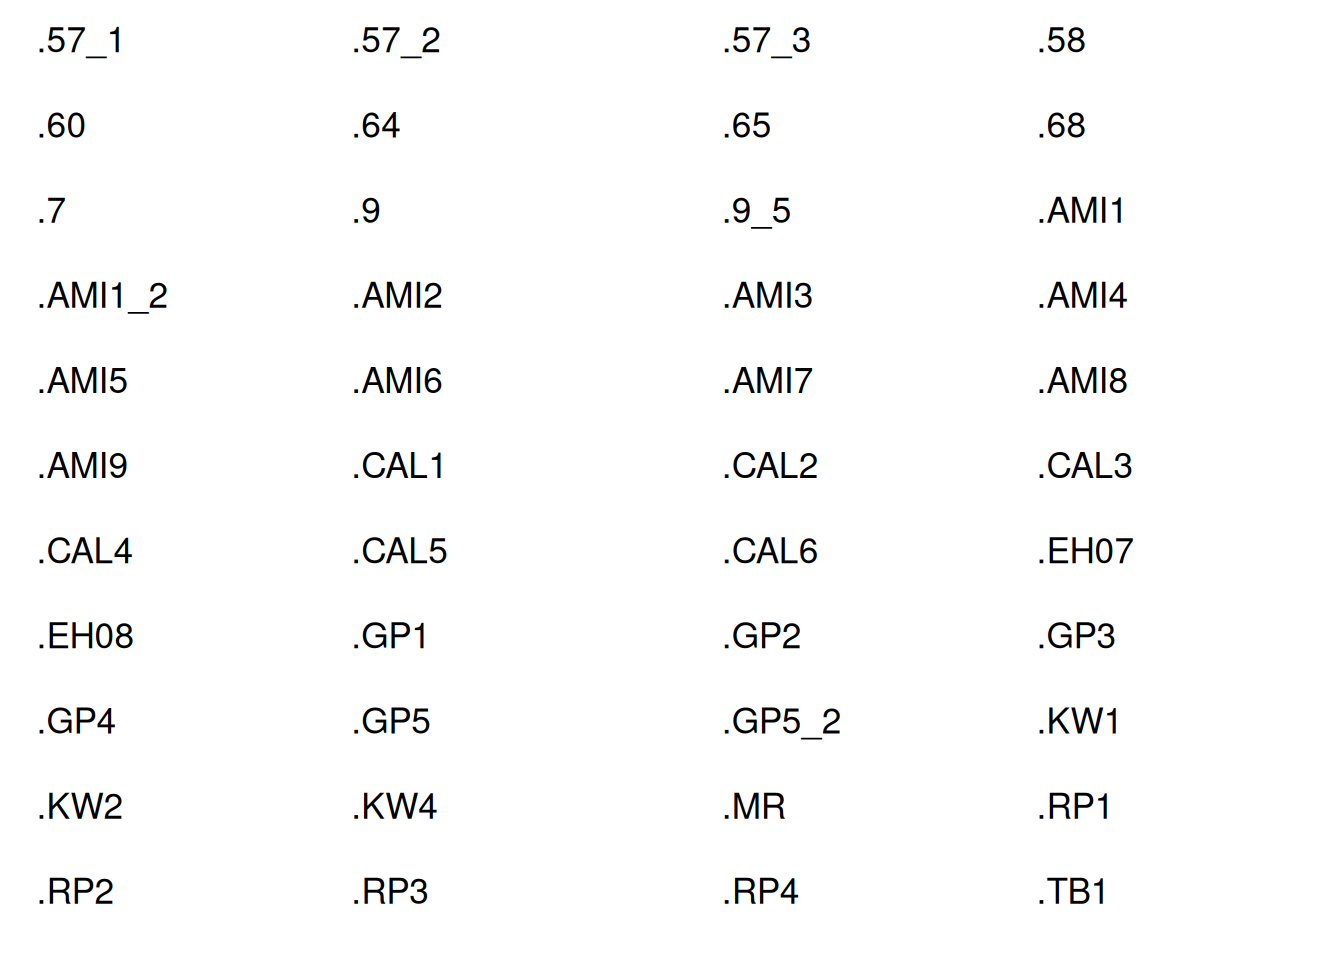 .57_1 .57_2 .57_3 .58
.60 .64 .65 .68
.7 .9 .9_5 .AMI1
.AMI1_2 .AMI2 .AMI3 .AMI4
.AMI5 .AMI6 .AMI7 .AMI8
.AMI9 .CAL1 .CAL2 .CAL3
.CAL4 .CAL5 .CAL6 .EH07
.EH08 .GP1 .GP2 .GP3
.GP4 .GP5 .GP5_2 .KW1
.KW2 .KW4 .MR .RP1
.RP2 .RP3 .RP4 .TB1